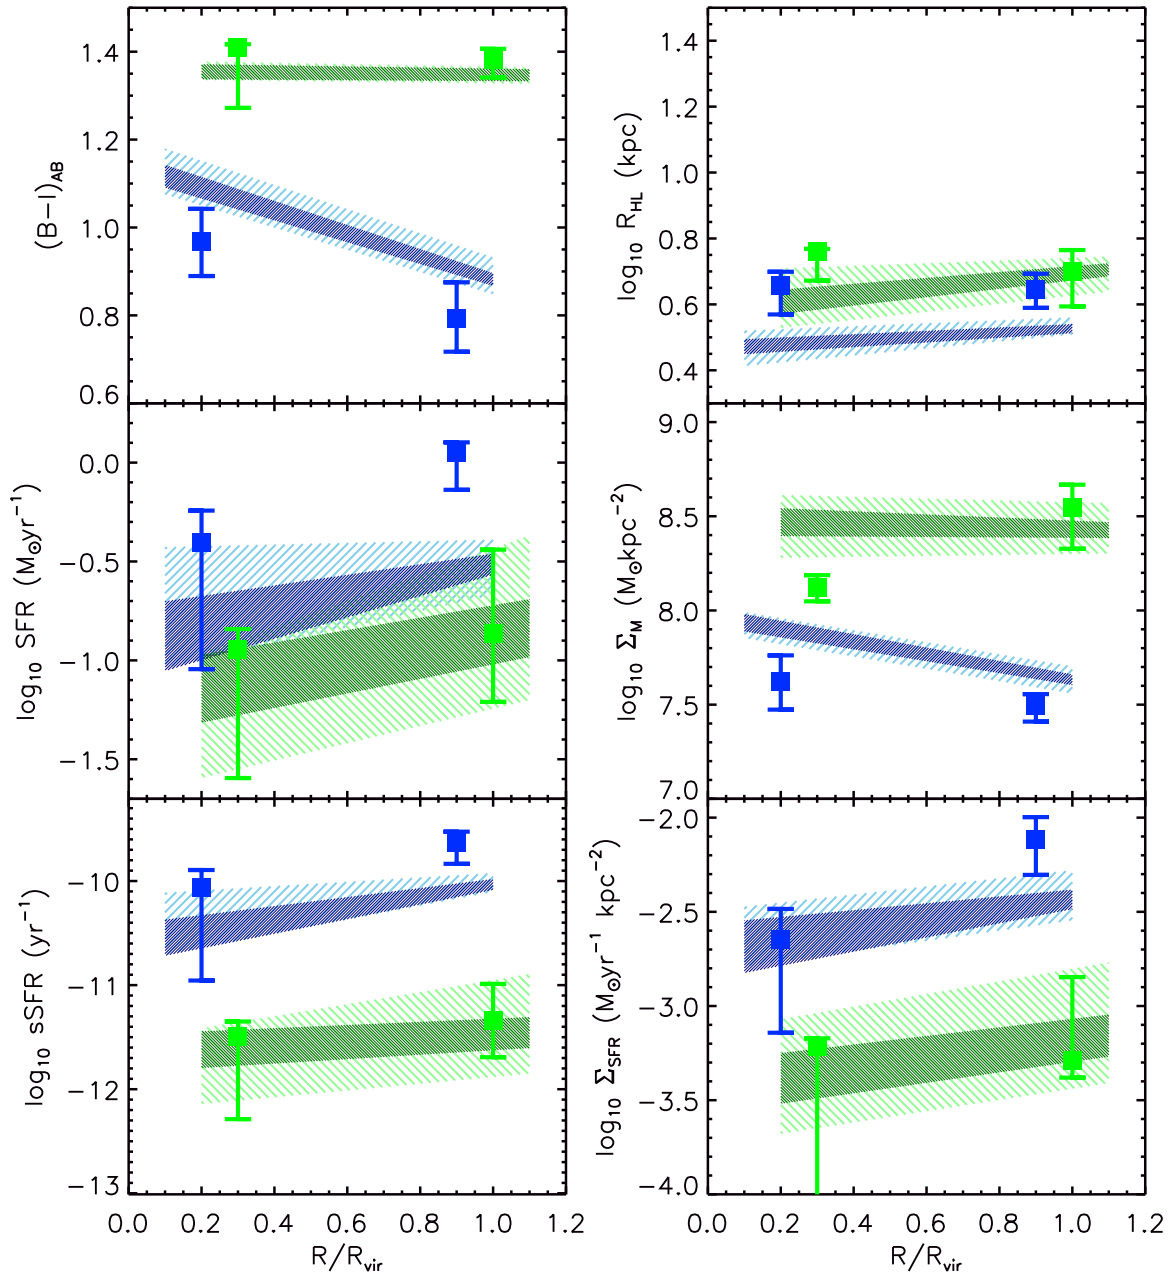 1.4
1.2
1.0
0.8
0.6
(B−I)AB
1.4
1.2
1.0
0.8
0.6
0.4
log10 RHL (kpc)
0.0
−0.5
−1.0
−1.5
log10 SFR (M⊙yr−1)
9.0
8.5
8.0
7.5
7.0
log10 ΣM (M⊙kpc−2)
−10
−11
−12
−13
log10 sSFR (yr−1)
0.0 0.2 0.4 0.6 0.8 1.0 1.2
R/Rvir
−2.0
−2.5
−3.0
−3.5
−4.0
log10 ΣSFR (M⊙yr−1 kpc−2)
0.0 0.2 0.4 0.6 0.8 1.0 1.2
R/Rvir